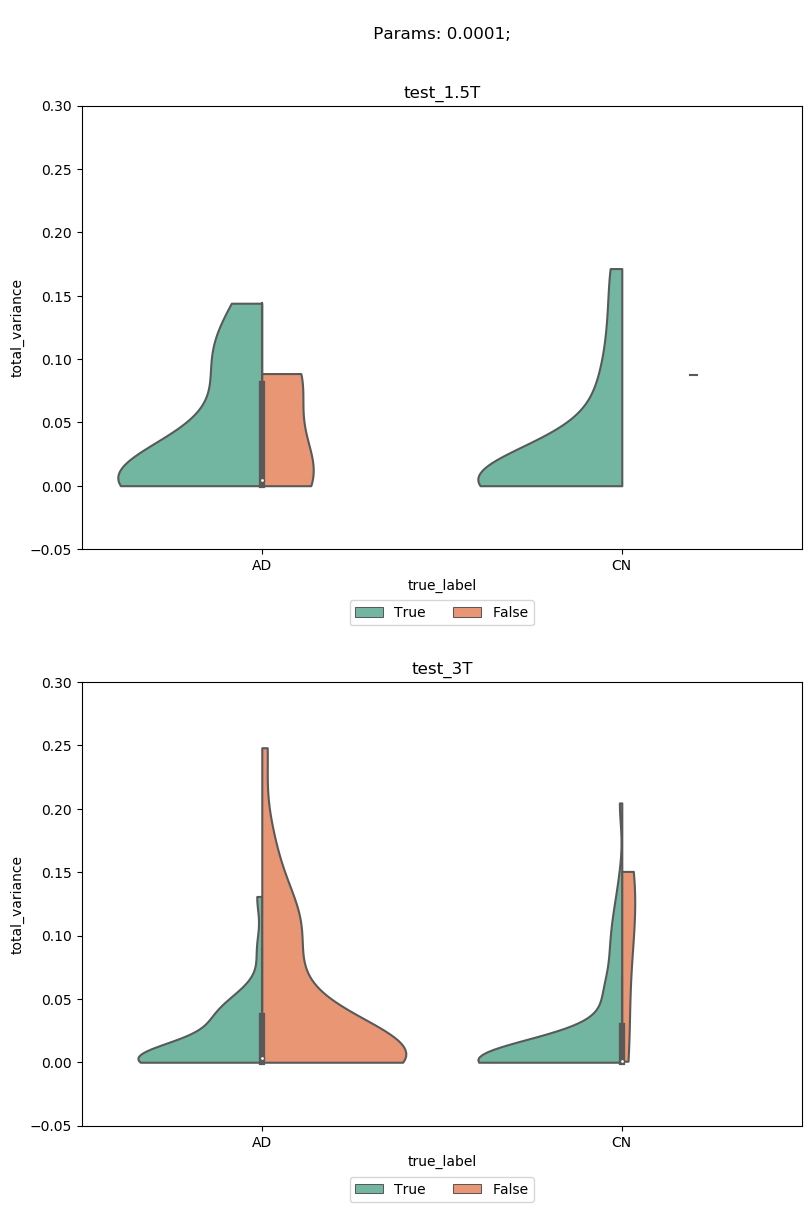 Params: 0.0001;
test_1.5T
0.30
0.25
0.20
0.15
0.10
0.05
0.00
−0.05
total_variance
AD CN
true_label
True False
test_3T
0.30
0.25
0.20
0.15
0.10
0.05
0.00
−0.05
total_variance
AD CN
true_label
True False